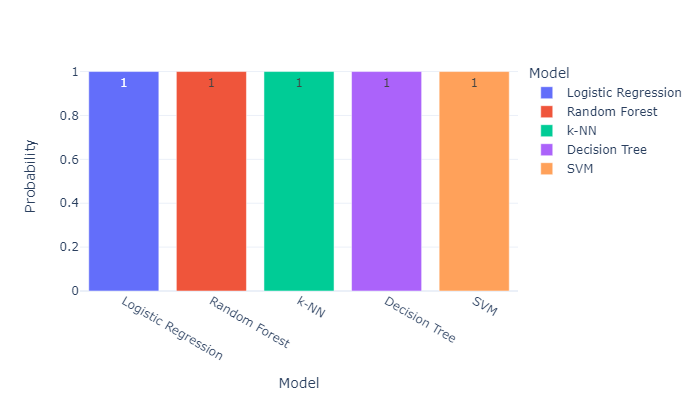 1
0.8
0.6
0.4
0.2
0
Probability
1
1
1
1
1
Logistic Regression
Random Forest
k-NN
Decision Tree
SVM
Model
Model
Logistic Regression
Random Forest
k-NN
Decision Tree
SVM